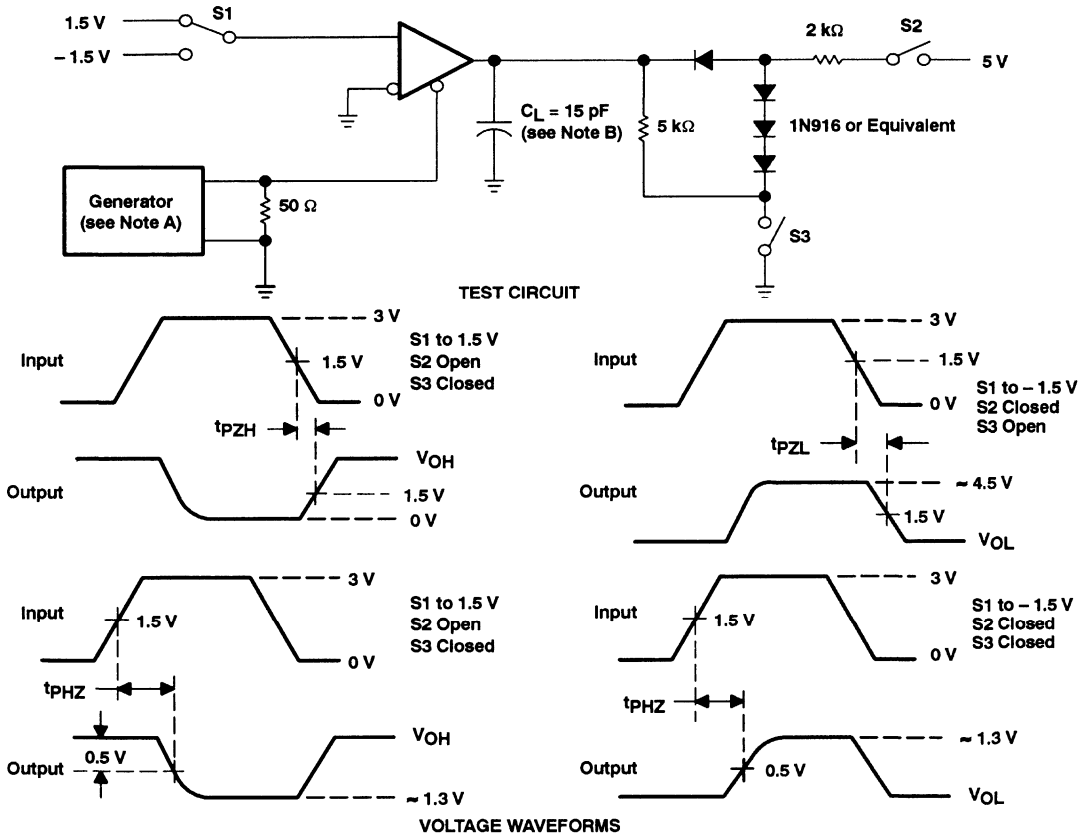 S1
1.5 V
– 1.5 V
2 kΩ
S2
5 V
CL = 15 pF
(see Note B)
5 kΩ
1N916 or Equivalent
Generator
(see Note A)
50 Ω
S3
TEST CIRCUIT
Input
3 V
1.5 V
0 V
S1 to 1.5 V
S2 Open
S3 Closed
tPZH
Output
VOH
1.5 V
0 V
Input
3 V
1.5 V
0 V
S1 to – 1.5 V
S2 Closed
S3 Open
tPZL
Output
≈ 4.5 V
1.5 V
VOL
Input
3 V
1.5 V
0 V
S1 to 1.5 V
S2 Open
S3 Closed
tPHZ
Output
0.5 V
VOH
≈ 1.3 V
Input
3 V
1.5 V
0 V
S1 to – 1.5 V
S2 Closed
S3 Closed
tPHZ
Output
≈ 1.3 V
0.5 V
VOL
VOLTAGE WAVEFORMS